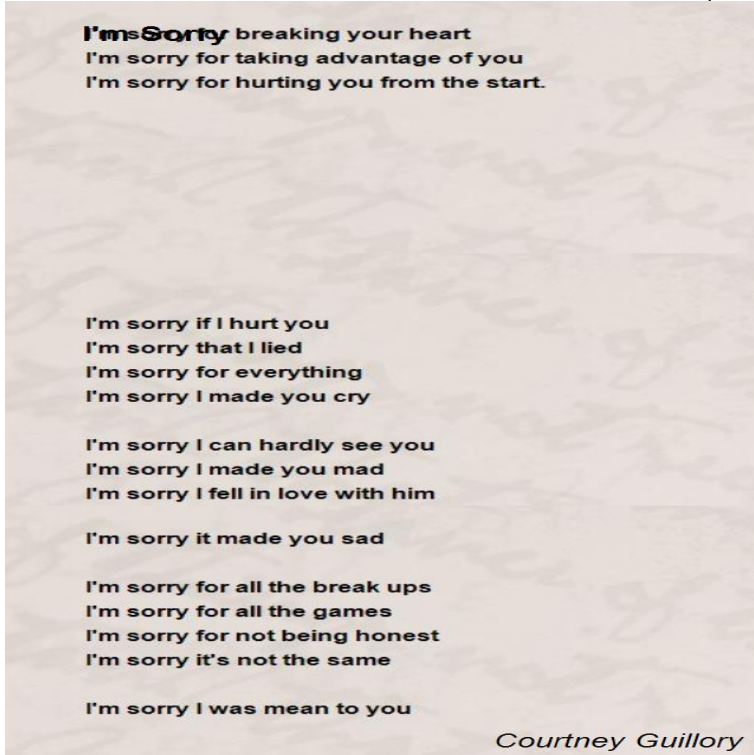 I'm Sorry
I'm sorry for breaking your heart
I'm sorry for taking advantage of you
I'm sorry for hurting you from the start.
I'm sorry if I hurt you
I'm sorry that I lied
I'm sorry for everything
I'm sorry I made you cry
I'm sorry I can hardly see you
I'm sorry I made you mad
I'm sorry I fell in love with him
I'm sorry it made you sad
I'm sorry for all the break ups
I'm sorry for all the games
I'm sorry for not being honest
I'm sorry it's not the same
I'm sorry I was mean to you
Courtney Guillory